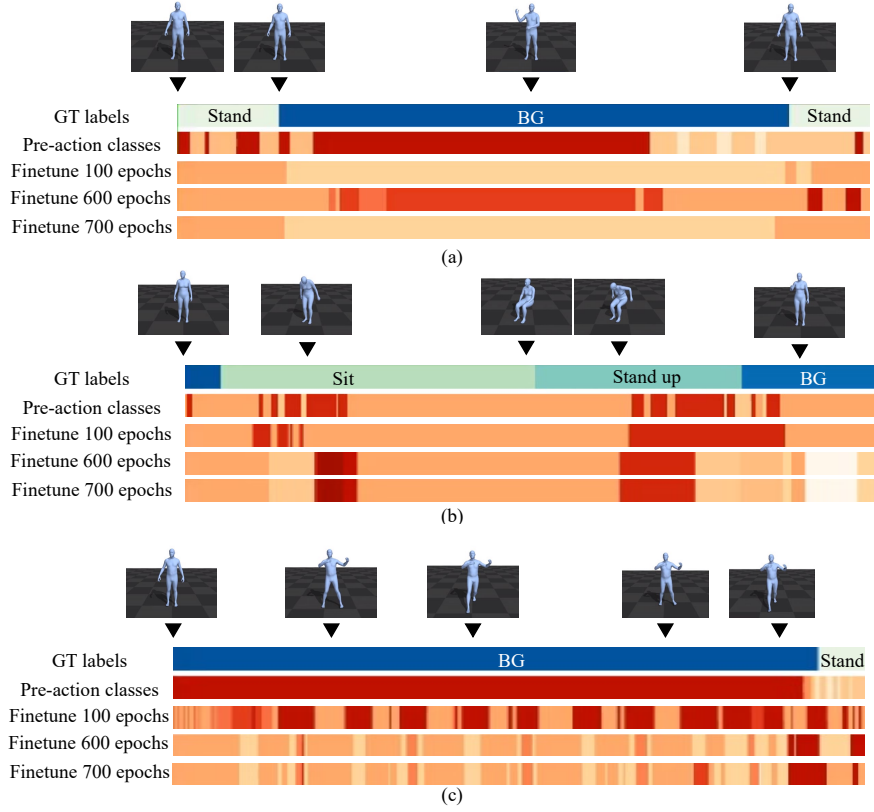 GT labels Stand BG Stand
Pre-action classes
Finetune 100 epochs
Finetune 600 epochs
Finetune 700 epochs
(a)
GT labels Sit Stand up BG
Pre-action classes
Finetune 100 epochs
Finetune 600 epochs
Finetune 700 epochs
(b)
GT labels BG Stand
Pre-action classes
Finetune 100 epochs
Finetune 600 epochs
Finetune 700 epochs
(c)